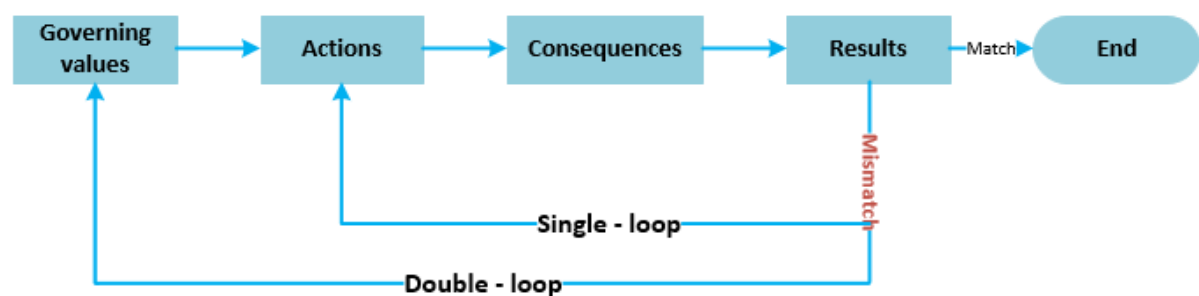 Governing
values
Actions
Consequences
Results
Match
End
Mismatch
Single - loop
Double - loop